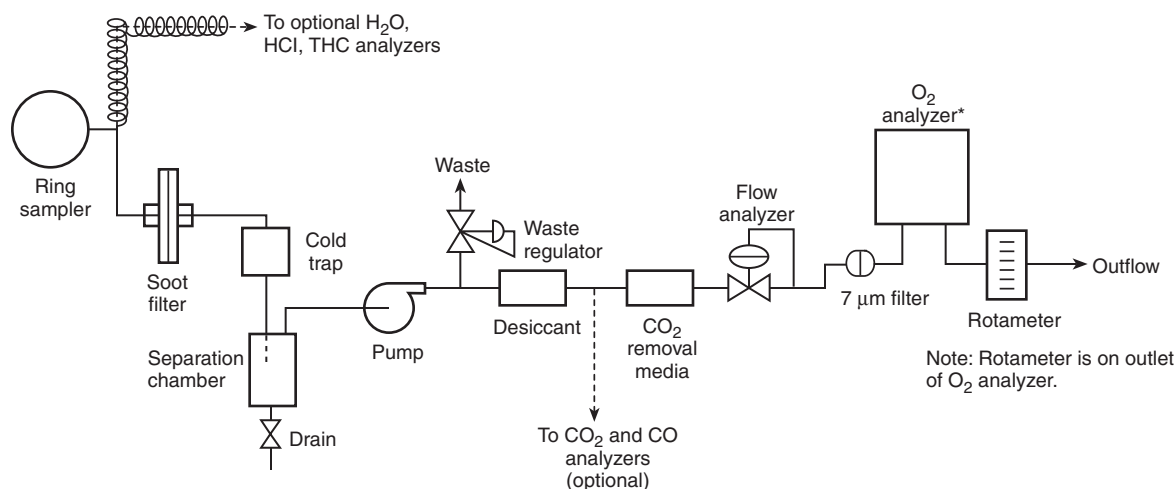 To optional H₂O,
HCl, THC analyzers
Ring
sampler
Soot
filter
Cold
trap
Separation
chamber
Drain
Pump
Waste
Waste
regulator
Desiccant
To CO₂ and CO
analyzers
(optional)
CO₂
removal
media
Flow
analyzer
7 μm filter
O₂
analyzer*
Rotameter
Outflow
Note: Rotameter is on outlet
of O₂ analyzer.